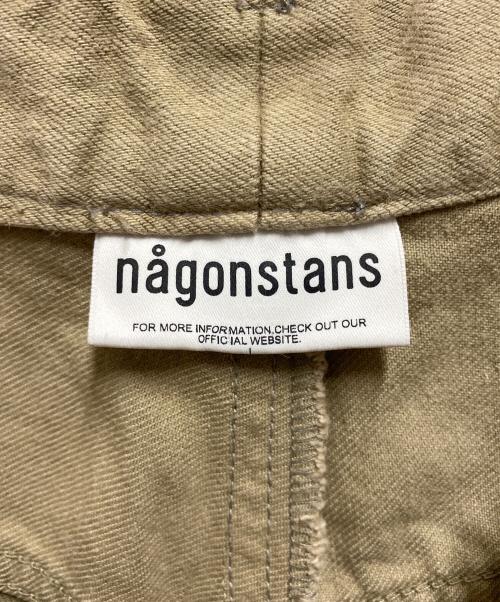 någonstans
FOR MORE INFORMATION.CHECK OUT OUR
OFFICIAL WEBSITE.